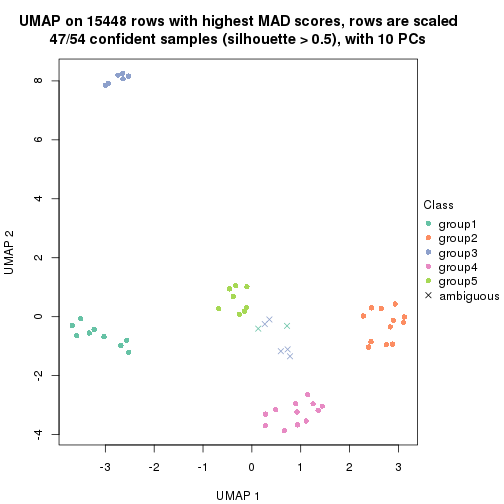 UMAP on 15448 rows with highest MAD scores, rows are scaled
47/54 confident samples (silhouette > 0.5), with 10 PCs
8
6
4
2
0
-2
-4
UMAP 2
-3
-2
-1
0
1
2
3
UMAP 1
Class
group1
group2
group3
group4
group5
ambiguous